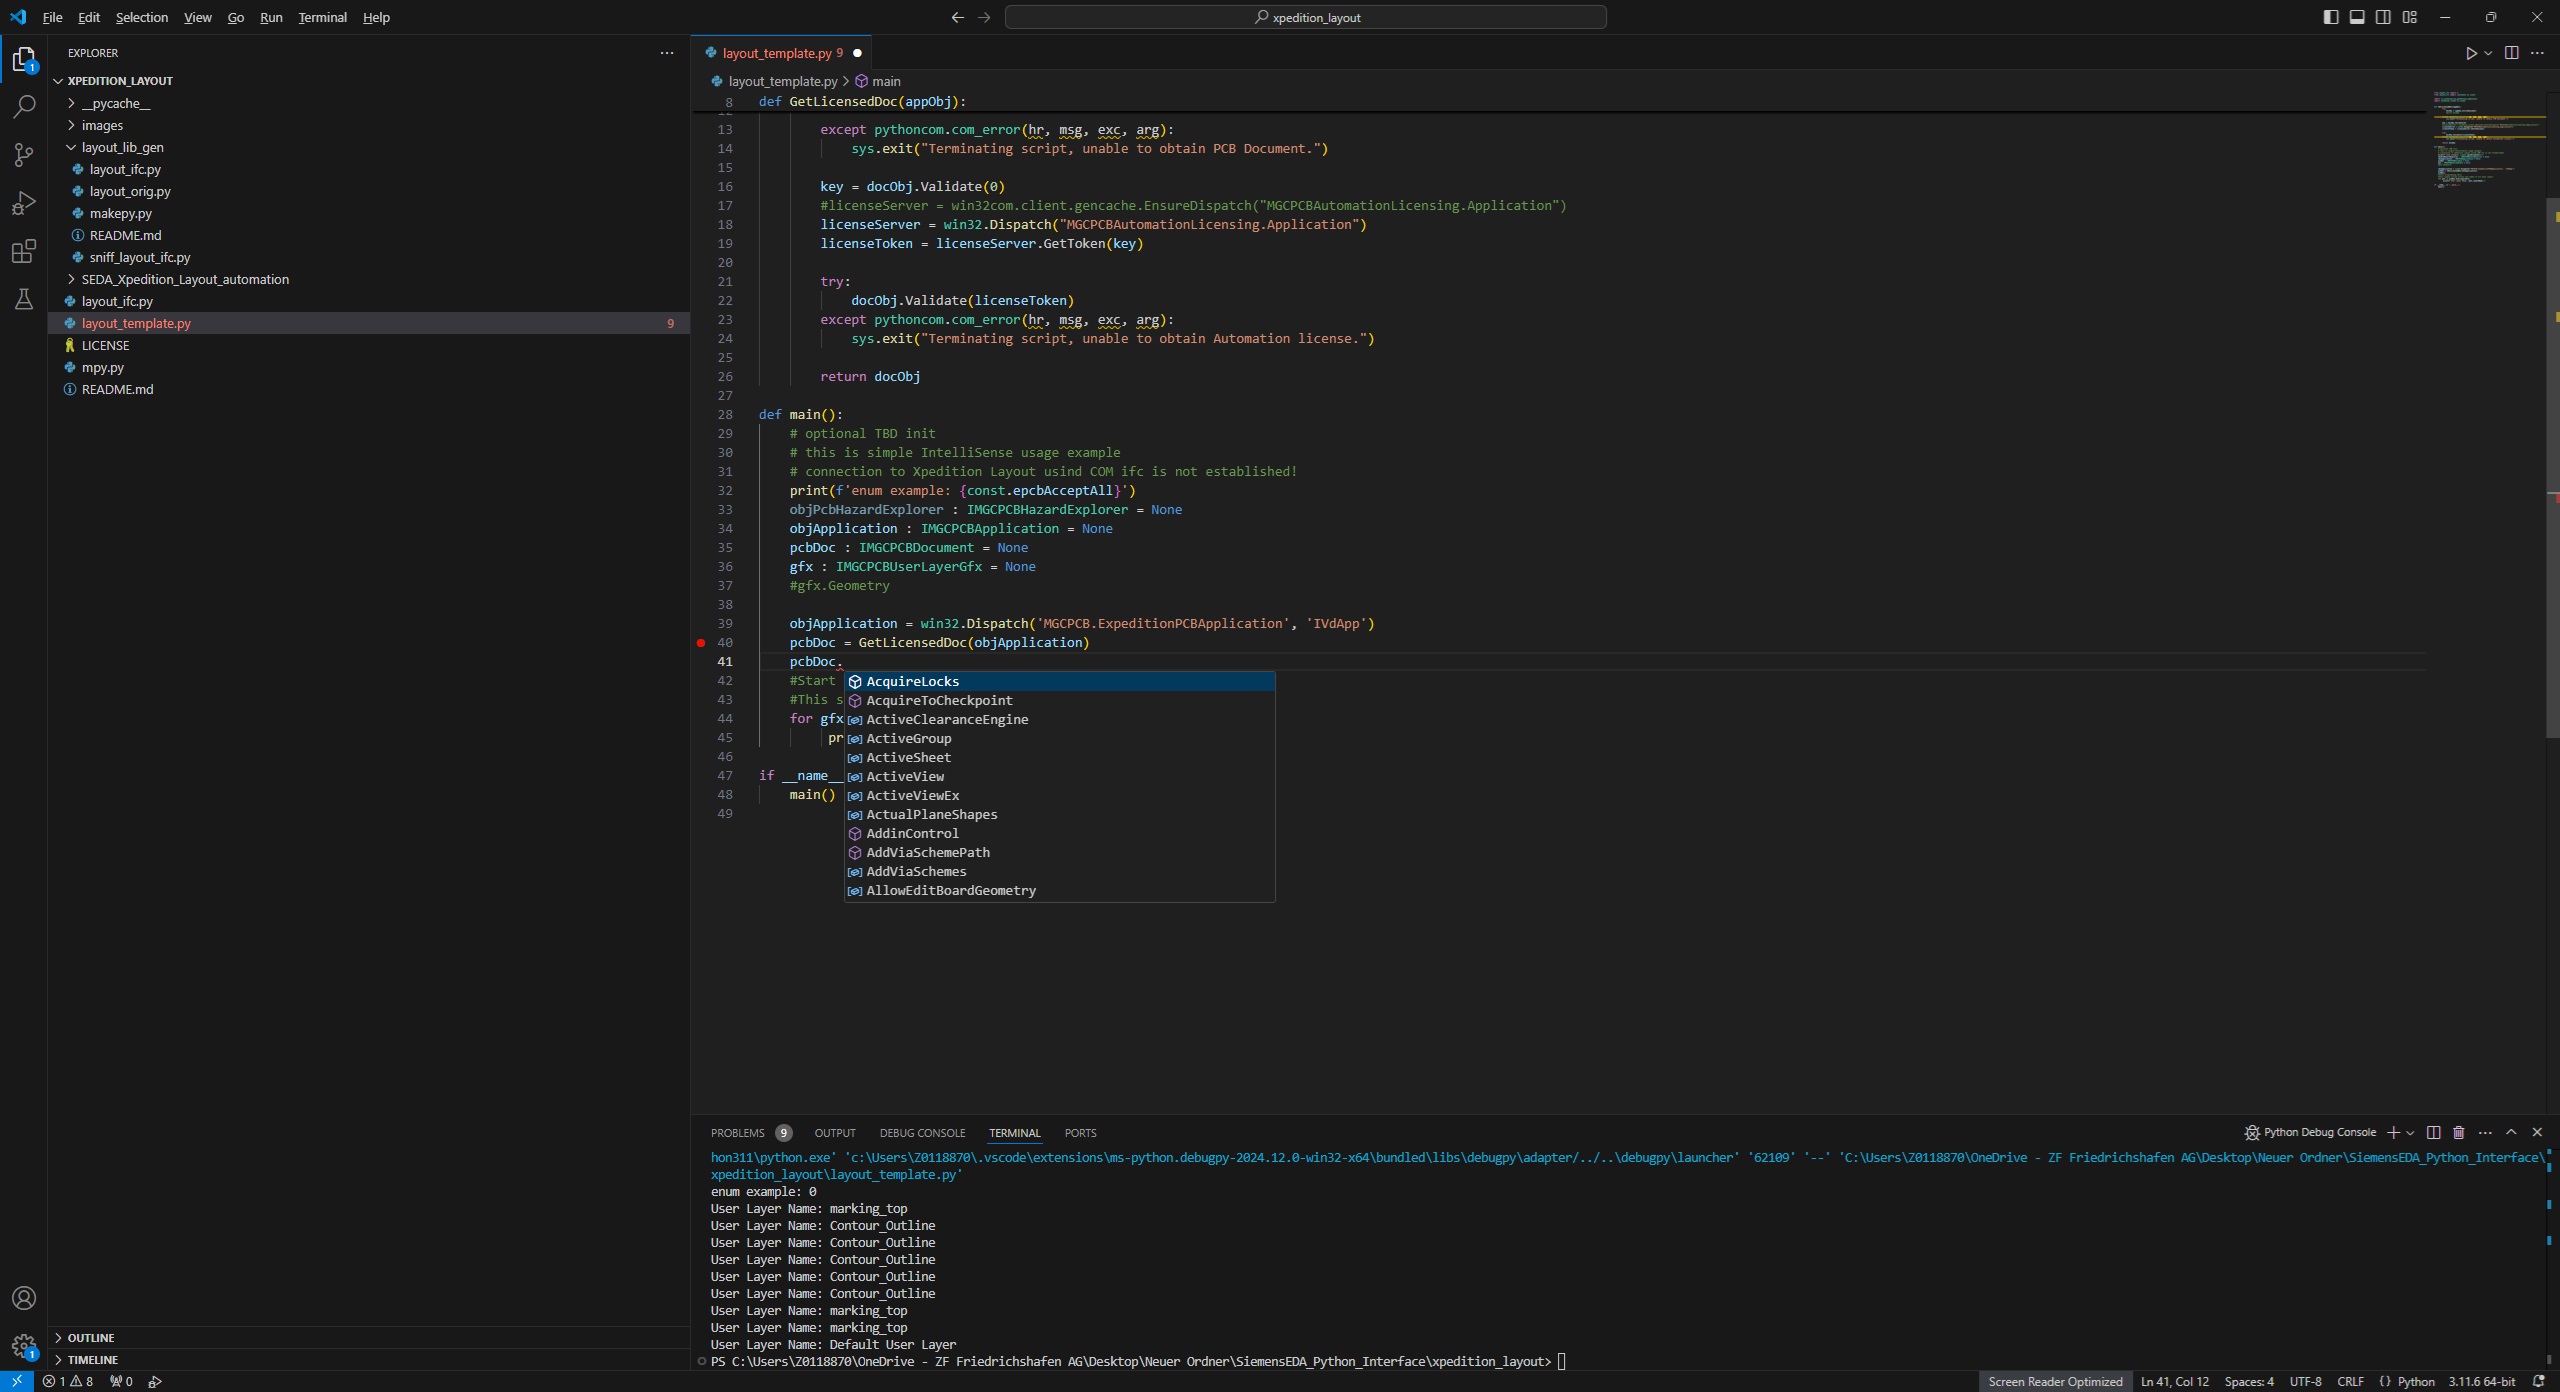 File Edit Selection View Go Run Terminal Help
xpedition_layout
EXPLORER
XPEDITION_LAYOUT
__pycache__
images
layout_lib_gen
layout_ifc.py
layout_orig.py
makepy.py
README.md
sniff_layout_ifc.py
SEDA_Xpedition_Layout_automation
layout_ifc.py
layout_template.py 9
LICENSE
mpy.py
README.md
OUTLINE
TIMELINE
1
1
layout_template.py 9
layout_template.py > main
8 def GetLicensedDoc(appObj):
13 except pythoncom.com_error(hr, msg, exc, arg):
14 sys.exit("Terminating script, unable to obtain PCB Document.")
15
16 key = docObj.Validate(0)
17 #licenseServer = win32com.client.gencache.EnsureDispatch("MGCPCBAutomationLicensing.Application")
18 licenseServer = win32.Dispatch("MGCPCBAutomationLicensing.Application")
19 licenseToken = licenseServer.GetToken(key)
20
21 try:
22 docObj.Validate(licenseToken)
23 except pythoncom.com_error(hr, msg, exc, arg):
24 sys.exit("Terminating script, unable to obtain Automation license.")
25
26 return docObj
27
28 def main():
29 # optional TBD init
30 # this is simple IntelliSense usage example
31 # connection to Xpedition Layout usind COM ifc is not established!
32 print(f'enum example: {const.epcbAcceptAll}')
33 objPcbHazardExplorer : IMGCPCBHazardExplorer = None
34 objApplication : IMGCPCBApplication = None
35 pcbDoc : IMGCPCBDocument = None
36 gfx : IMGCPCBUserLayerGfx = None
37 #gfx.Geometry
38
39 objApplication = win32.Dispatch('MGCPCB.ExpeditionPCBApplication', 'IVdApp')
40 pcbDoc = GetLicensedDoc(objApplication)
41 pcbDoc.
42 #Start
43 #This s
44 for gfx
45 pr
46
47 if __name__
48 main()
49
AcquireLocks
AcquireToCheckpoint
ActiveClearanceEngine
ActiveGroup
ActiveSheet
ActiveView
ActiveViewEx
ActualPlaneShapes
AddinControl
AddViaSchemePath
AddViaSchemes
AllowEditBoardGeometry
PROBLEMS 9 OUTPUT DEBUG CONSOLE TERMINAL PORTS
Python Debug Console
hon311\python.exe' 'c:\Users\Z0118870\.vscode\extensions\ms-python.debugpy-2024.12.0-win32-x64\bundled\libs\debugpy\adapter/../..\debugpy\launcher' '62109' '--' 'C:\Users\Z0118870\OneDrive - ZF Friedrichshafen AG\Desktop\Neuer Ordner\SiemensEDA_Python_Interface\
xpedition_layout\layout_template.py'
enum example: 0
User Layer Name: marking_top
User Layer Name: Contour_Outline
User Layer Name: Contour_Outline
User Layer Name: Contour_Outline
User Layer Name: Contour_Outline
User Layer Name: Contour_Outline
User Layer Name: marking_top
User Layer Name: marking_top
User Layer Name: Default User Layer
PS C:\Users\Z0118870\OneDrive - ZF Friedrichshafen AG\Desktop\Neuer Ordner\SiemensEDA_Python_Interface\xpedition_layout>
1 8 0
Screen Reader Optimized Ln 41, Col 12 Spaces: 4 UTF-8 CRLF {} Python 3.11.6 64-bit